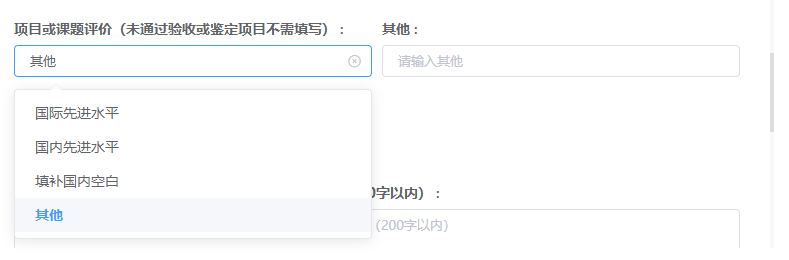 项目或课题评价（未通过验收或鉴定项目不需填写）：
其他：
其他
请输入其他
国际先进水平
国内先进水平
填补国内空白
其他
0字以内）：
（200字以内）